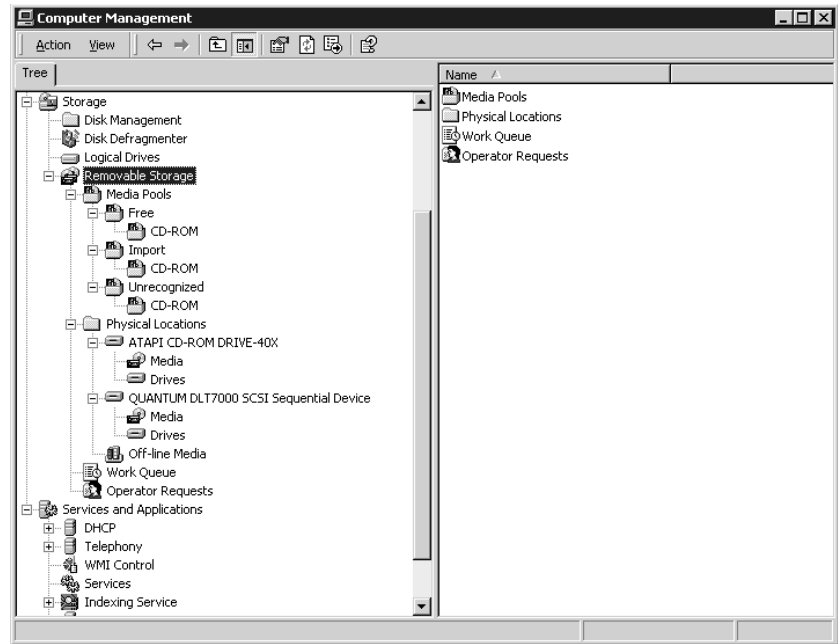 Computer Management
Action View
Tree
Storage
Disk Management
Disk Defragmenter
Logical Drives
Removable Storage
Media Pools
Free
CD-ROM
Import
CD-ROM
Unrecognized
CD-ROM
Physical Locations
ATAPI CD-ROM DRIVE-40X
Media
Drives
QUANTUM DLT7000 SCSI Sequential Device
Media
Drives
Off-line Media
Work Queue
Operator Requests
Services and Applications
DHCP
Telephony
WMI Control
Services
Indexing Service
Name
Media Pools
Physical Locations
Work Queue
Operator Requests